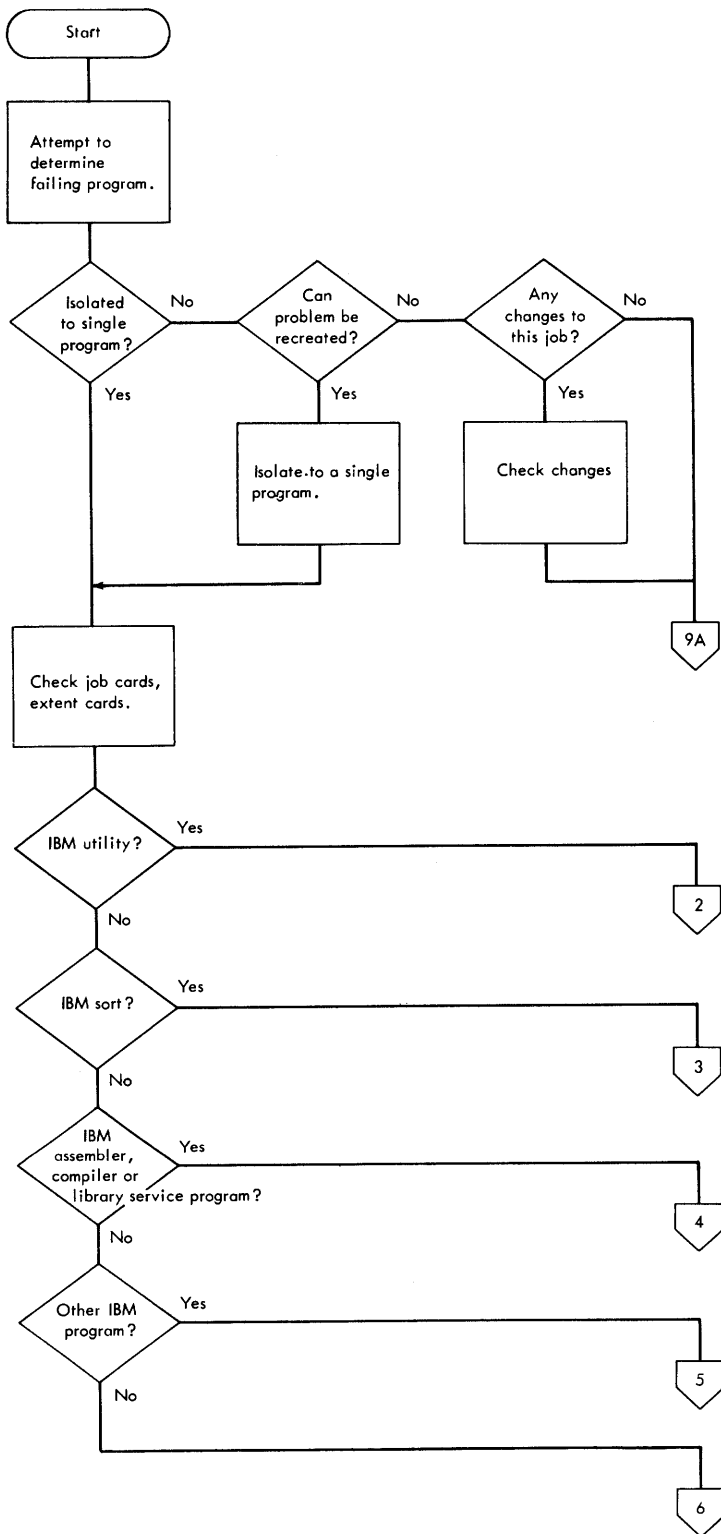 Start
Attempt to
determine
failing program.
Isolated
to single
program?
No
Can
problem be
recreated?
No
Any
changes to
this job?
No
Yes
Yes
Yes
Isolate.to a single
program.
Check changes
9A
Check job cards,
extent cards.
IBM utility?
Yes
2
No
IBM sort?
Yes
3
No
IBM
assembler,
compiler or
library service program?
Yes
4
No
Other IBM
program?
Yes
5
No
6